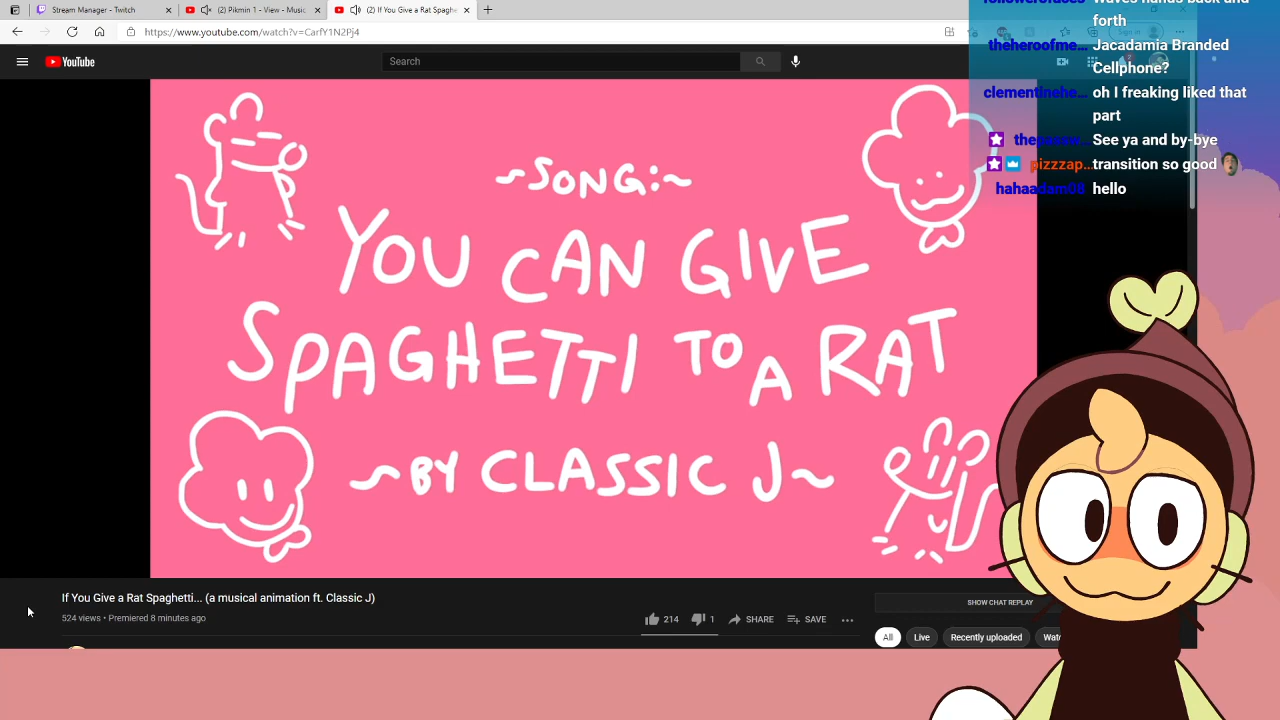 Stream Manager - Twitch
(2) Pikmin 1 - View - Music
(2) If You Give a Rat Spaghe
https://www.youtube.com/watch?v=CarfY1N2Pj4
Sign in
YouTube
Search
~SONG:~
YOU CAN GIVE
SPAGHETTI TO A RAT
~BY CLASSIC J~
If You Give a Rat Spaghetti... (a musical animation ft. Classic J)
524 views • Premiered 8 minutes ago
214
1
SHARE
SAVE
SHOW CHAT REPLAY
All
Live
Recently uploaded
forth
theheroofme... Jacadamia Branded
Cellphone?
clementinehe... oh I freaking liked that
part
See ya and by-bye
pizzzap... transition so good
hahaadam08 hello